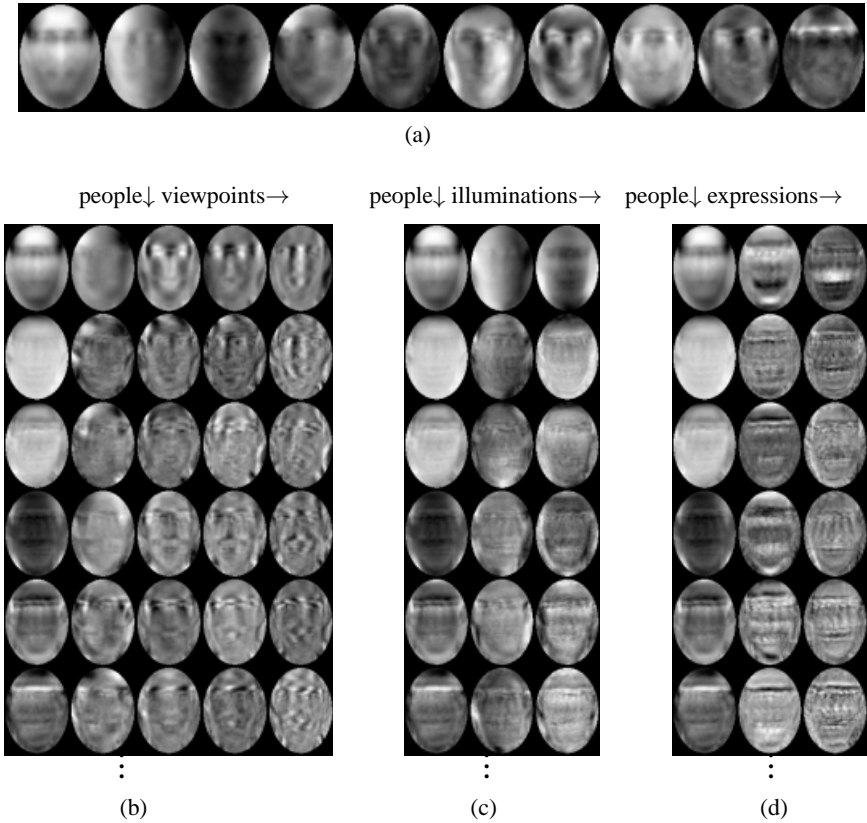 (a)
people↓ viewpoints→
people↓ illuminations→
people↓ expressions→
⋮
⋮
⋮
(b)
(c)
(d)